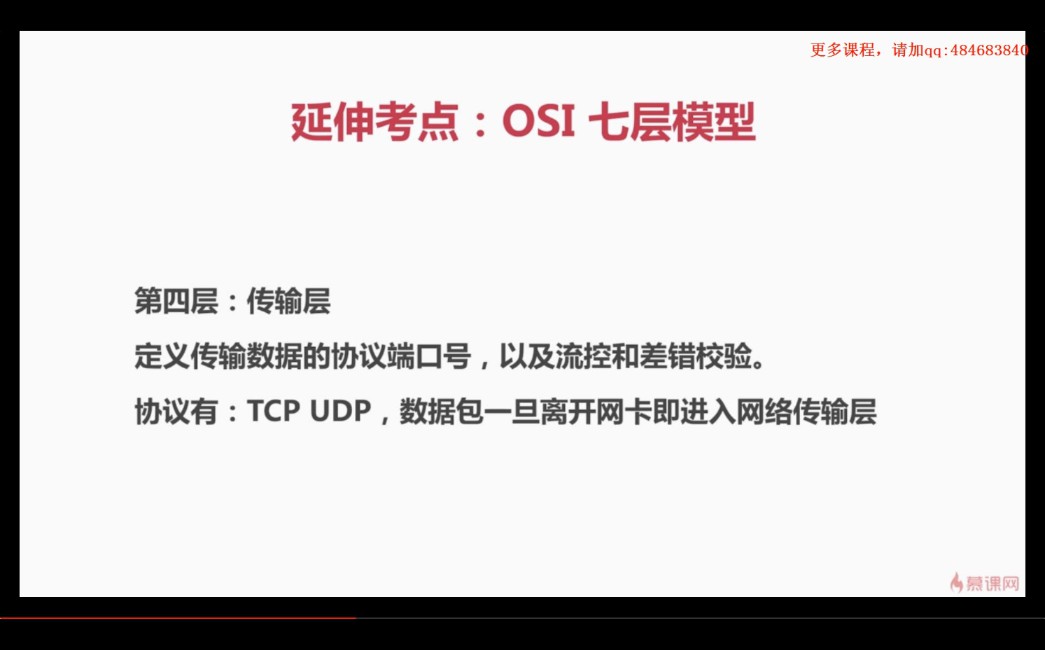 更多课程，请加qq:484683840
延伸考点：OSI 七层模型
第四层：传输层
定义传输数据的协议端口号，以及流控和差错校验。
协议有：TCP UDP，数据包一旦离开网卡即进入网络传输层
慕课网